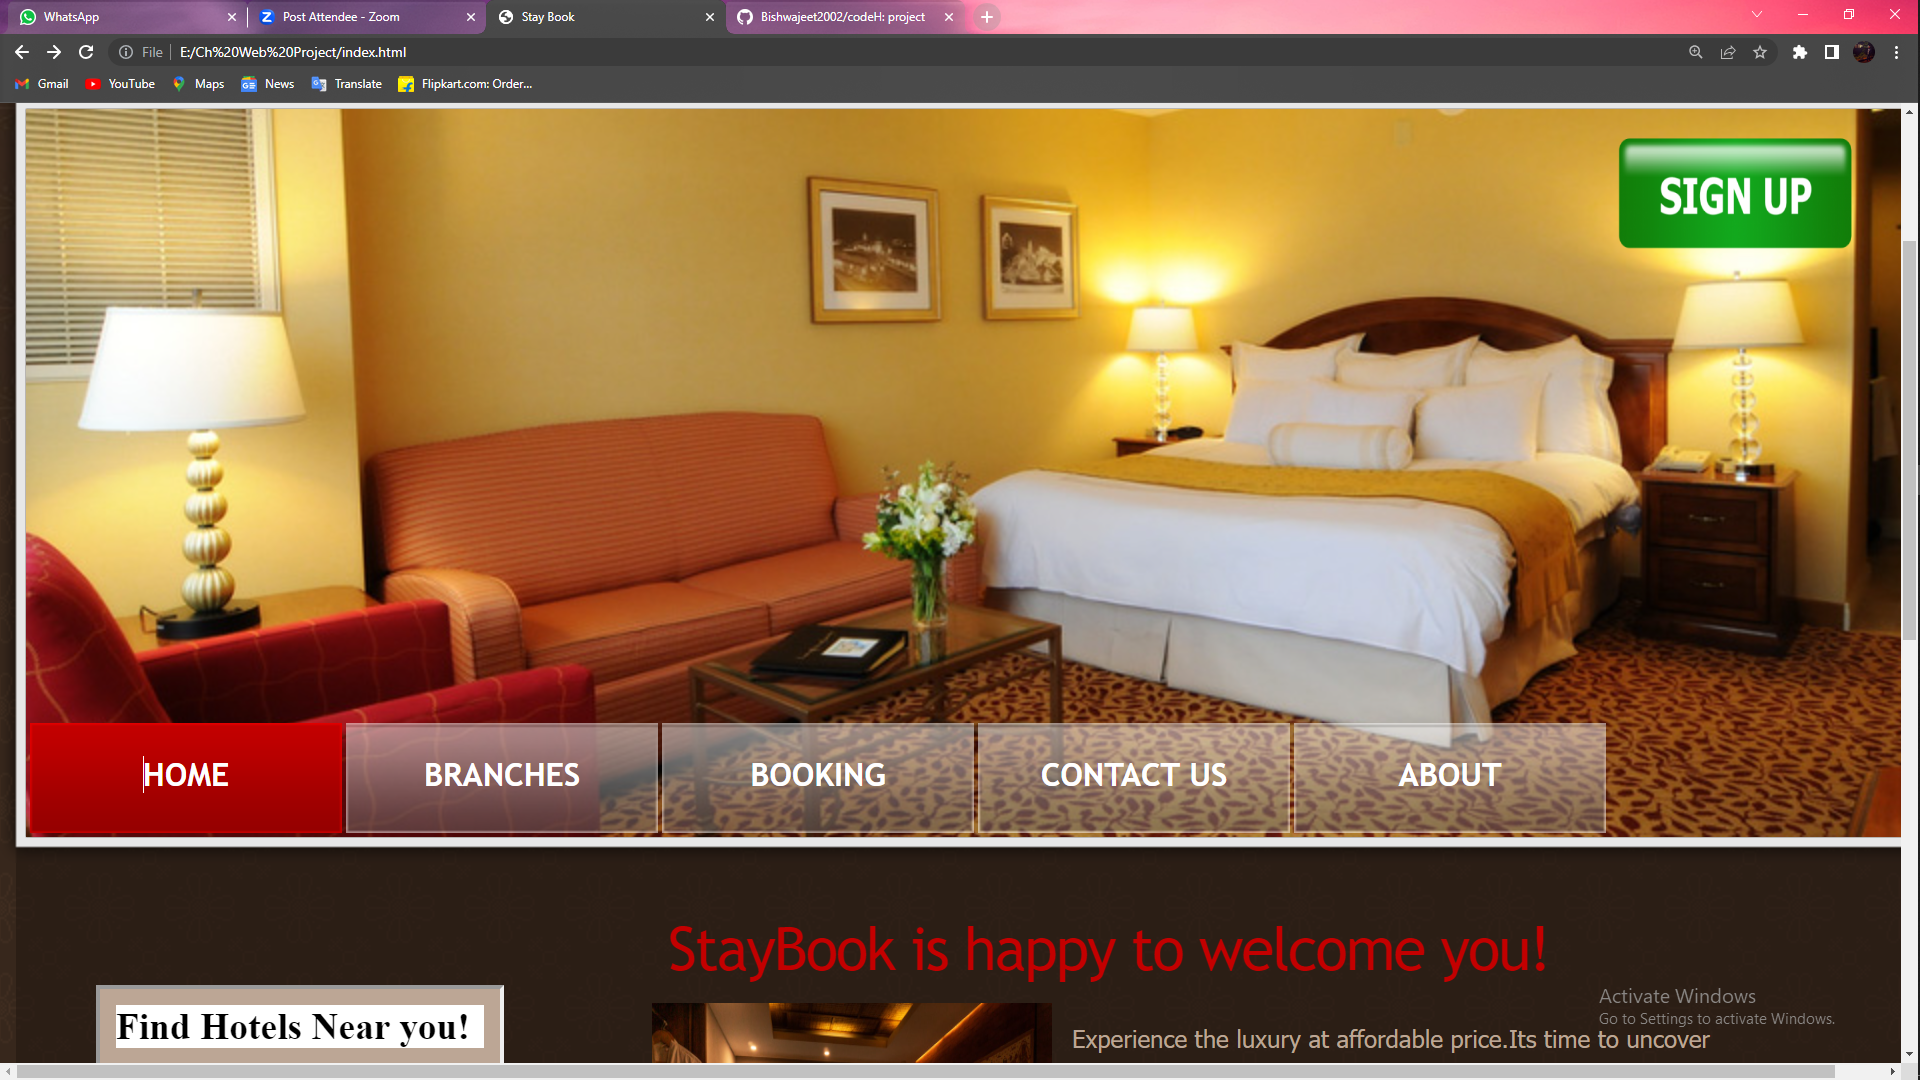 WhatsApp
Post Attendee - Zoom
Stay Book
Bishwajeet2002/codeH: project
File
E:/Ch%20Web%20Project/index.html
Gmail
YouTube
Maps
News
Translate
Flipkart.com: Order...
SIGN UP
HOME
BRANCHES
BOOKING
CONTACT US
ABOUT
StayBook is happy to welcome you!
Find Hotels Near you!
Experience the luxury at affordable price.Its time to uncover
Activate Windows
Go to Settings to activate Windows.